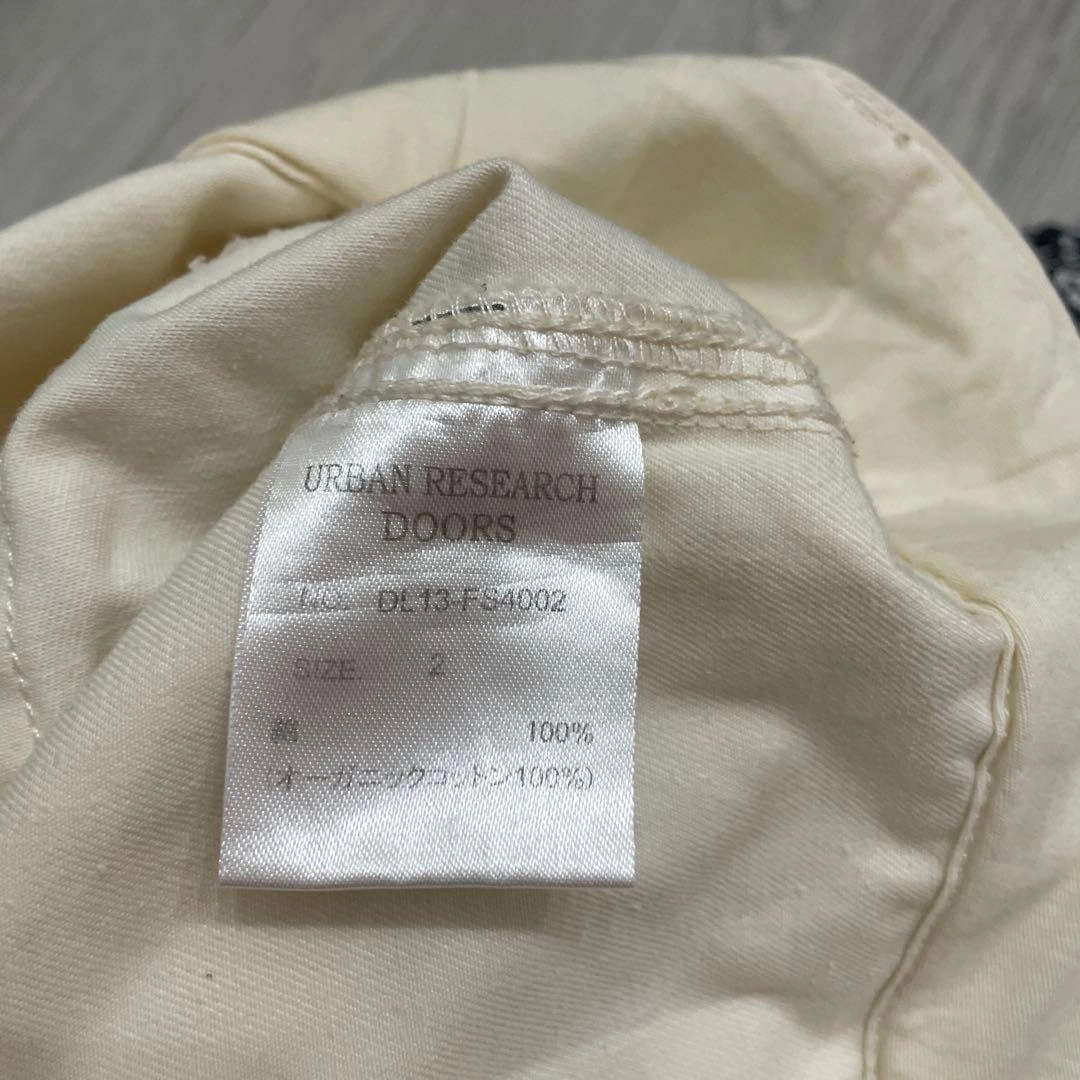 URBAN RESEARCH
DOORS
NO. DL13-FS4002
SIZE. 2
綿 100%
(オーガニックコットン100%)